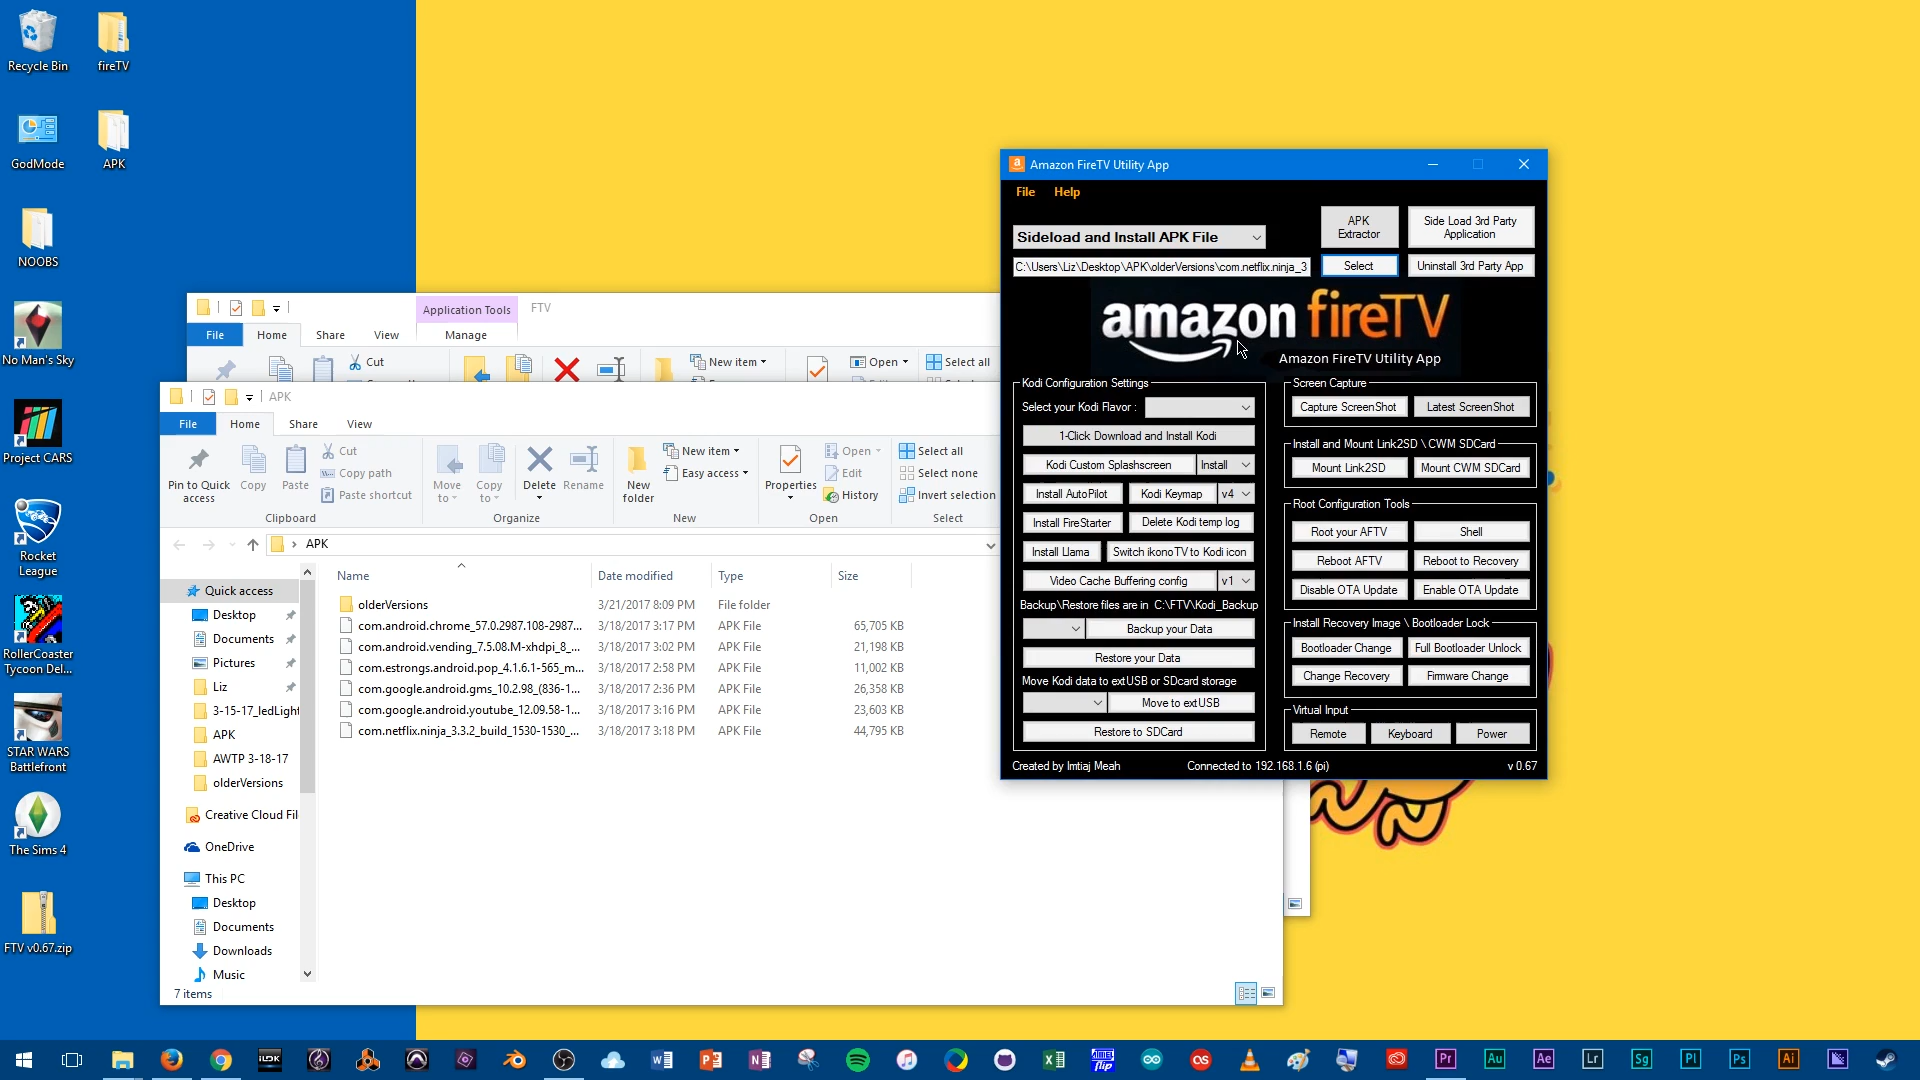 Recycle Bin
fireTV
GodMode
APK
NOOBS
No Man's Sky
Project CARS
Rocket
League
RollerCoaster
Tycoon Del...
STAR WARS
Battlefront
The Sims 4
FTV v0.67.zip
Application Tools
FTV
File
Home
Share
View
Manage
Cut
New item
Open
Select all
APK
File
Home
Share
View
Pin to Quick
access
Copy
Paste
Cut
Copy path
Paste shortcut
Clipboard
Move
to
Copy
to
Delete
Rename
Organize
New
folder
New item
Easy access
New
Properties
Open
Edit
History
Open
Select all
Select none
Invert selection
Select
APK
Name
Date modified
Type
Size
olderVersions 3/21/2017 8:09 PM File folder
com.android.chrome_57.0.2987.108-2987... 3/18/2017 3:17 PM APK File 65,705 KB
com.android.vending_7.5.08.M-xhdpi_8_... 3/18/2017 3:02 PM APK File 21,198 KB
com.estrongs.android.pop_4.1.6.1-565_m... 3/18/2017 2:58 PM APK File 11,002 KB
com.google.android.gms_10.2.98_(836-1... 3/18/2017 2:36 PM APK File 26,358 KB
com.google.android.youtube_12.09.58-1... 3/18/2017 3:16 PM APK File 23,603 KB
com.netflix.ninja_3.3.2_build_1530-1530_... 3/18/2017 3:18 PM APK File 44,795 KB
Quick access
Desktop
Documents
Pictures
Liz
3-15-17_ledLight
APK
AWTP 3-18-17
olderVersions
Creative Cloud Fil
OneDrive
This PC
Desktop
Documents
Downloads
Music
7 items
Amazon FireTV Utility App
File
Help
Sideload and Install APK File
APK
Extractor
Side Load 3rd Party
Application
C:\Users\Liz\Desktop\APK\olderVersions\com.netflix.ninja_3
Select
Uninstall 3rd Party App
amazon fireTV
Amazon FireTV Utility App
Kodi Configuration Settings
Select your Kodi Flavor :
1-Click Download and Install Kodi
Kodi Custom Splashscreen
Install
Install AutoPilot
Kodi Keymap
v4
Install FireStarter
Delete Kodi temp log
Install Llama
Switch ikonoTV to Kodi icon
Video Cache Buffering config
v1
Backup\Restore files are in C:\FTV\Kodi_Backup
Backup your Data
Restore your Data
Move Kodi data to extUSB or SDcard storage
Move to extUSB
Restore to SDCard
Screen Capture
Capture ScreenShot
Latest ScreenShot
Install and Mount Link2SD \ CWM SDCard
Mount Link2SD
Mount CWM SDCard
Root Configuration Tools
Root your AFTV
Shell
Reboot AFTV
Reboot to Recovery
Disable OTA Update
Enable OTA Update
Install Recovery Image \ Bootloader Lock
Bootloader Change
Full Bootloader Unlock
Change Recovery
Firmware Change
Virtual Input
Remote
Keyboard
Power
Created by Imtiaj Meah
Connected to 192.168.1.6 (pi)
v 0.67
Pr
Au
Ae
Lr
Sg
Pl
Ps
Ai